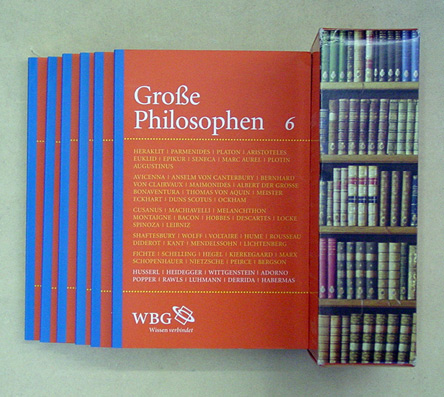 Große
Philosophen 6
HERAKLIT | PARMENIDES | PLATON | ARISTOTELES
EUKLID | EPIKUR | SENECA | MARC AUREL | PLOTIN
AUGUSTINUS
AVICENNA | ANSELM VON CANTERBURY | BERNHARD
VON CLAIRVAUX | MAIMONIDES | ALBERT DER GROSSE
BONAVENTURA | THOMAS VON AQUIN | MEISTER
ECKHART | DUNS SCOTUS | OCKHAM
CUSANUS | MACHIAVELLI | MELANCHTHON
MONTAIGNE | BACON | HOBBES | DESCARTES | LOCKE
SPINOZA | LEIBNIZ
SHAFTESBURY | WOLFF | VOLTAIRE | HUME | ROUSSEAU
DIDEROT | KANT | MENDELSSOHN | LICHTENBERG
FICHTE | SCHELLING | HEGEL | KIERKEGAARD | MARX
SCHOPENHAUER | NIETZSCHE | PEIRCE | BERGSON
HUSSERL | HEIDEGGER | WITTGENSTEIN | ADORNO
POPPER | RAWLS | LUHMANN | DERRIDA | HABERMAS
WBG
Wissen verbindet